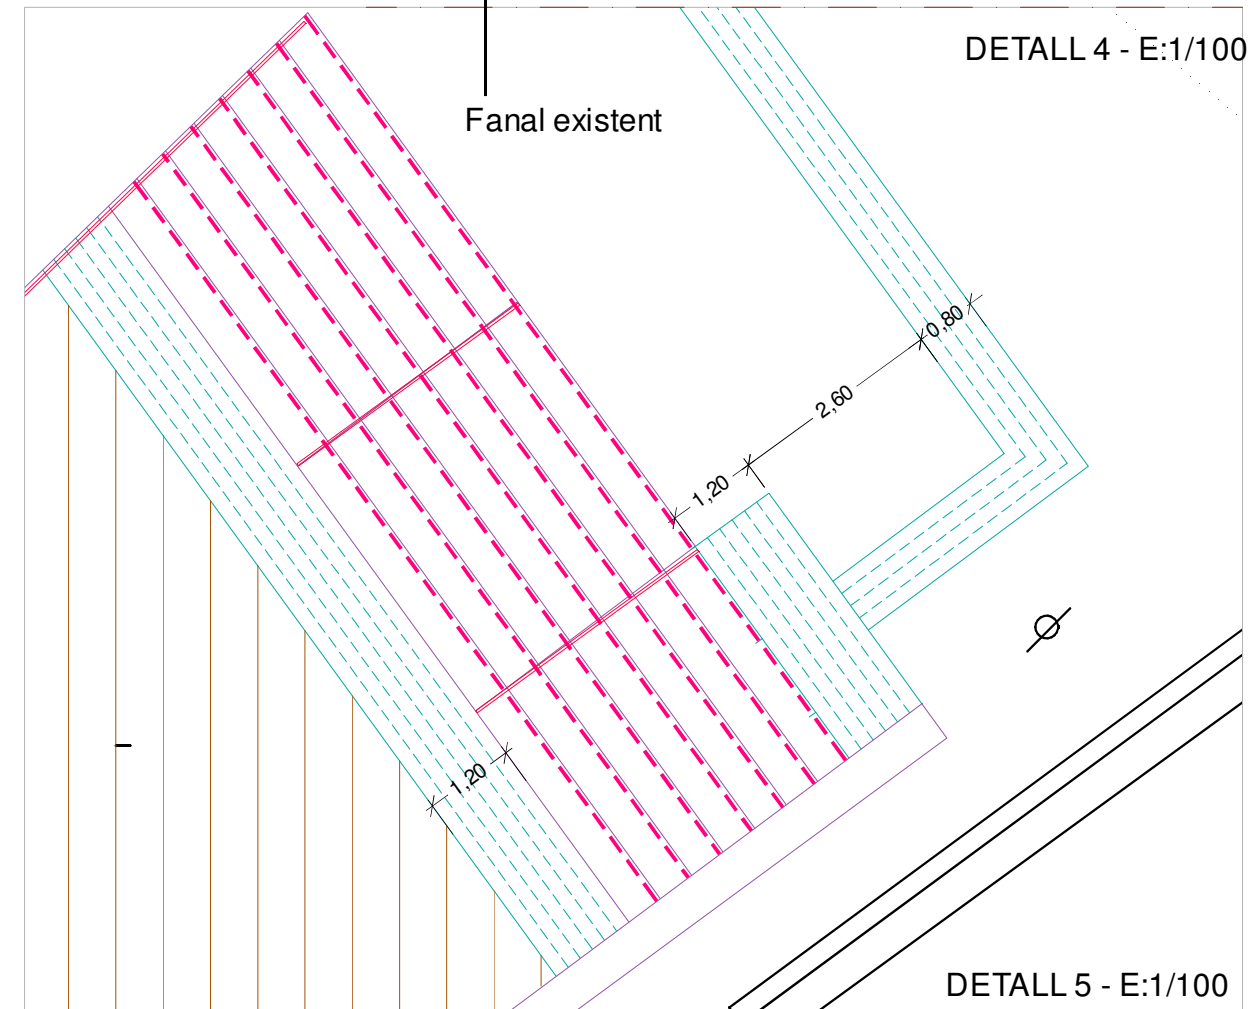 DETALL 4 - E:1/100
Fanal existent
0,80
2,60
1,20
1,20
DETALL 5 - E:1/100